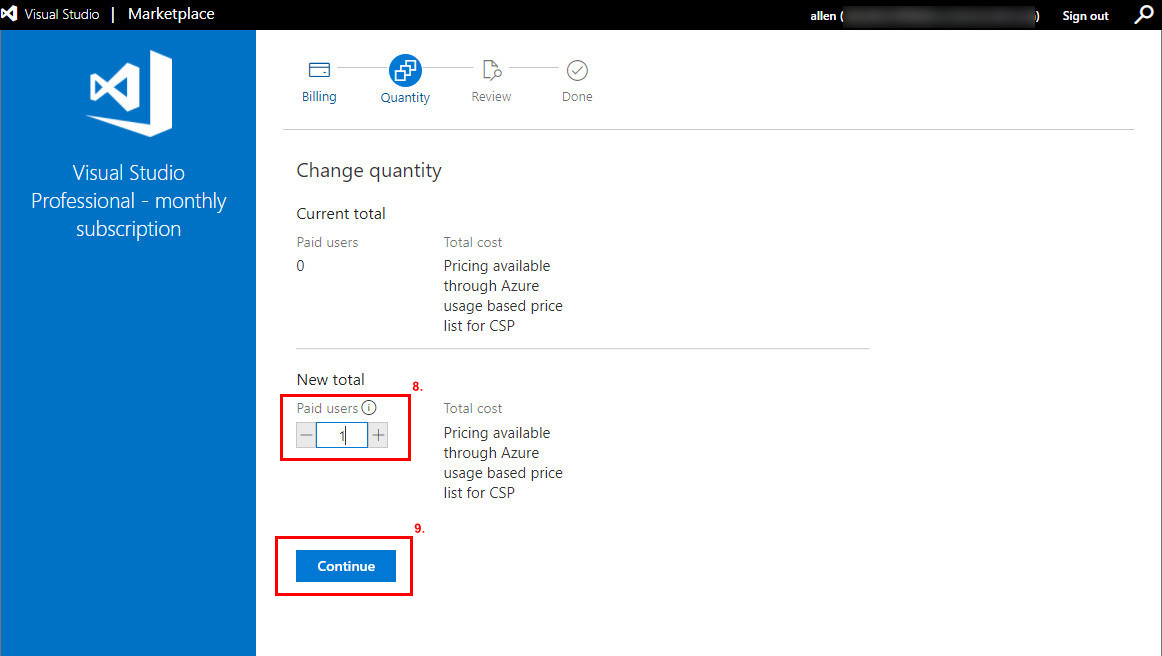 Visual Studio | Marketplace
allen ( ) Sign out
Visual Studio
Professional - monthly
subscription
Billing Quantity Review Done
Change quantity
Current total
Paid users Total cost
0 Pricing available
through Azure
usage based price
list for CSP
New total
8.
Paid users Total cost
1 Pricing available
through Azure
usage based price
list for CSP
9.
Continue